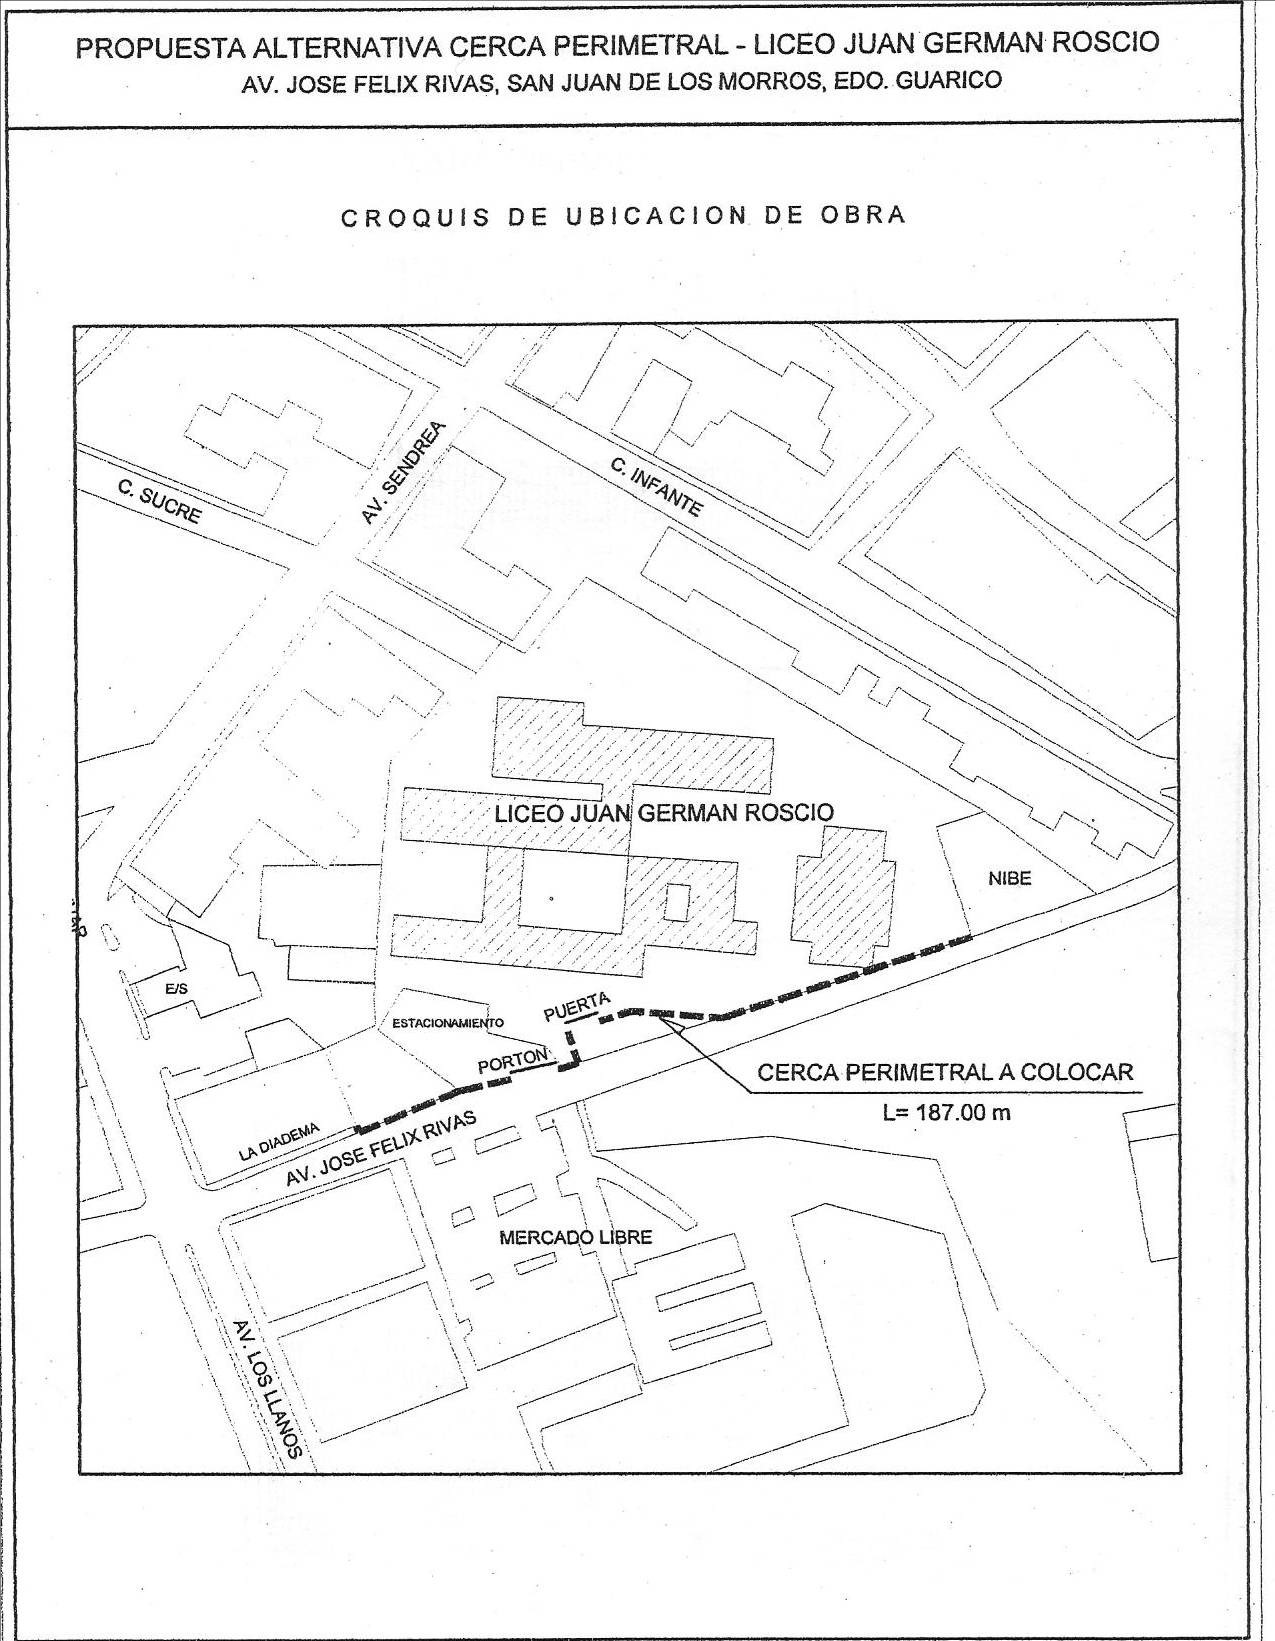 PROPUESTA ALTERNATIVA CERCA PERIMETRAL - LICEO JUAN GERMAN ROSCIO
AV. JOSE FELIX RIVAS, SAN JUAN DE LOS MORROS, EDO. GUARICO
CROQUIS DE UBICACION DE OBRA
AV. SENDREA
C. INFANTE
C. SUCRE
LICEO JUAN GERMAN ROSCIO
NIBE
E/S
PUERTA
ESTACIONAMIENTO
PORTON
CERCA PERIMETRAL A COLOCAR
L= 187.00 m
LA DIADEMA
AV. JOSE FELIX RIVAS
MERCADO LIBRE
AV. LOS LLANOS